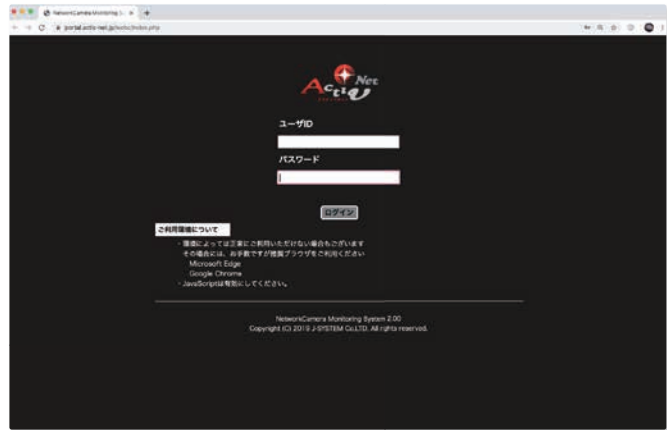 NetworkCamera Monitoring S
portal.activ-net.jp/webc/index.php
Activ Net
ユーザID
パスワード
ログイン
ご利用環境について
・環境によっては正常にご利用いただけない場合もございます
その場合には、お手数ですが推奨ブラウザをご利用ください
Microsoft Edge
Google Chrome
・JavaScriptは有効にしてください。
NetworkCamera Monitoring System 2.00
Copyright (C) 2019 J-SYSTEM Co.,LTD. All rights reserved.